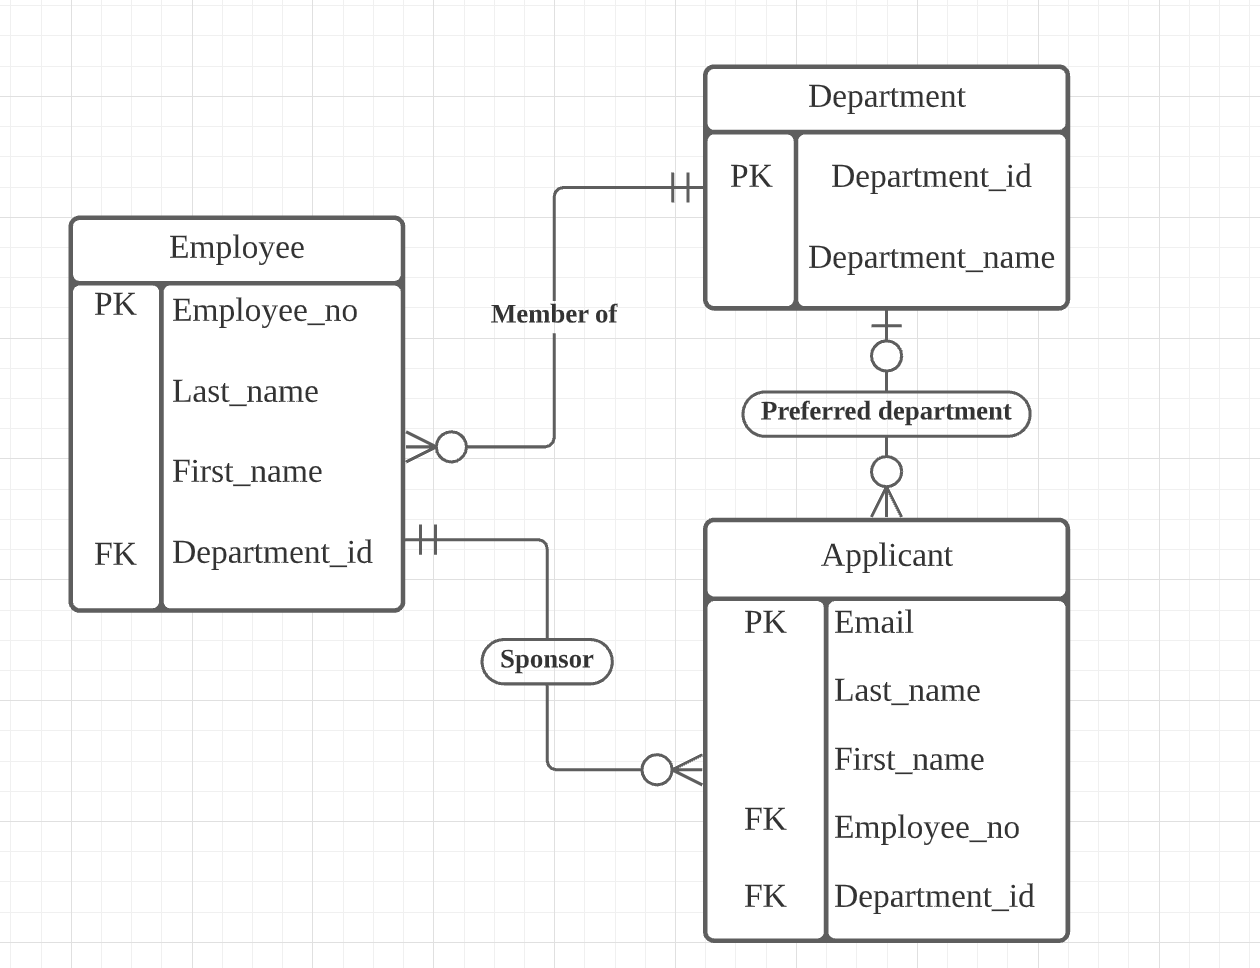 Department
PK Department_id
Department_name
Employee
PK Employee_no
Last_name
First_name
FK Department_id
Member of
Preferred department
Sponsor
Applicant
PK Email
Last_name
First_name
FK Employee_no
FK Department_id